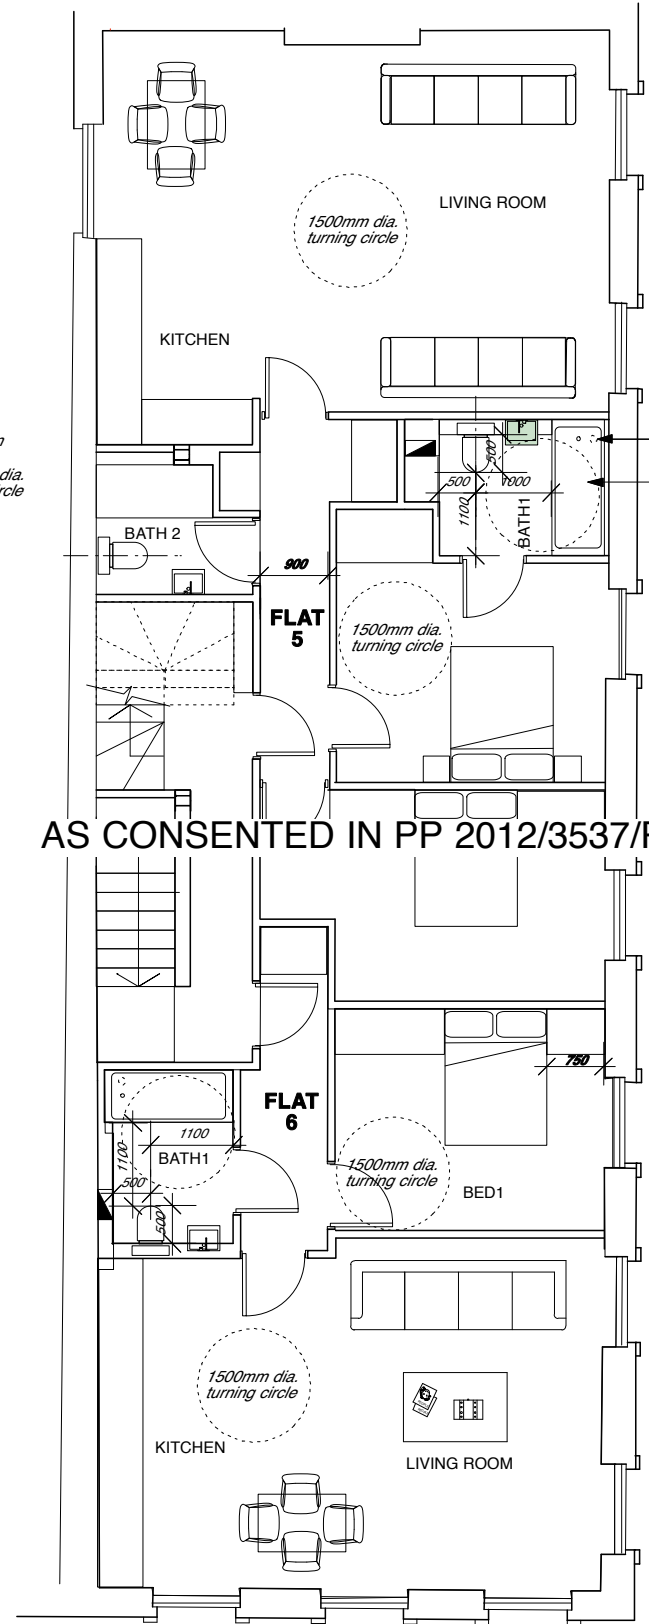 LIVING ROOM
1500mm dia.
turning circle
KITCHEN
dia.
500
500
1000
1100
BATH1
BATH 2
900
FLAT
5
1500mm dia.
turning circle
AS CONSENTED IN PP 2012/3537/
750
FLAT
6
1100
1100
BATH1
500
500
1500mm dia.
turning circle
BED1
1500mm dia.
turning circle
KITCHEN
LIVING ROOM